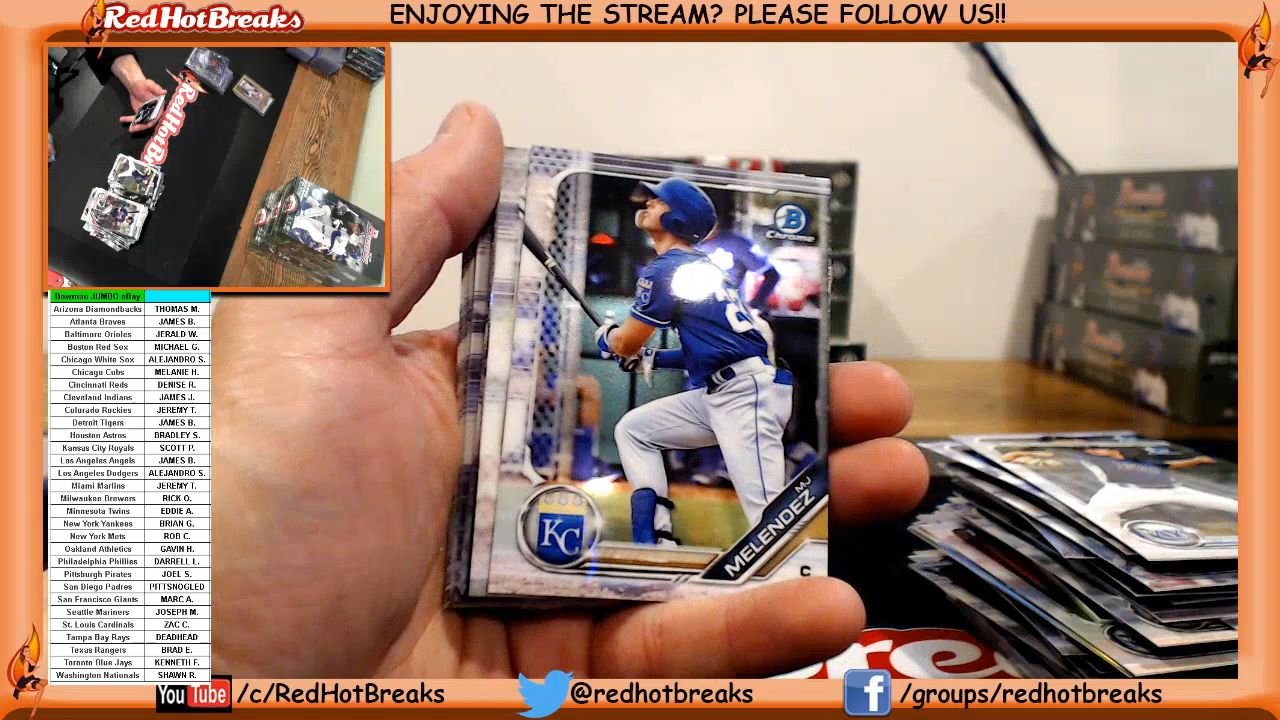 RedHotBreaks
ENJOYING THE STREAM? PLEASE FOLLOW US!!
RedHotBre
Bowman JUMBO eBay
Arizona Diamondbacks THOMAS M.
Atlanta Braves JAMES B.
Baltimore Orioles JERALD W.
Boston Red Sox MICHAEL G.
Chicago White Sox ALEJANDRO S.
Chicago Cubs MELANIE H.
Cincinnati Reds DENISE R.
Cleveland Indians JAMES J.
Colorado Rockies JEREMY T.
Detroit Tigers JAMES B.
Houston Astros BRADLEY S.
Kansas City Royals SCOTT P.
Los Angeles Angels JAMES B.
Los Angeles Dodgers ALEJANDRO S.
Miami Marlins JEREMY T.
Milwaukee Brewers RICK O.
Minnesota Twins EDDIE A.
New York Yankees BRIAN G.
New York Mets ROB C.
Oakland Athletics GAVIN H.
Philadelphia Phillies DARRELL L.
Pittsburgh Pirates JOEL S.
San Diego Padres PITTSNOGLED
San Francisco Giants MARC A.
Seattle Mariners JOSEPH M.
St. Louis Cardinals ZAC C.
Tampa Bay Rays DEADHEAD
Texas Rangers BRAD E.
Toronto Blue Jays KENNETH F.
Washington Nationals SHAWN R.
B
Chrome
KC
MJ
MELENDEZ
C
re
YouTube /c/RedHotBreaks
@redhotbreaks
f /groups/redhotbreaks